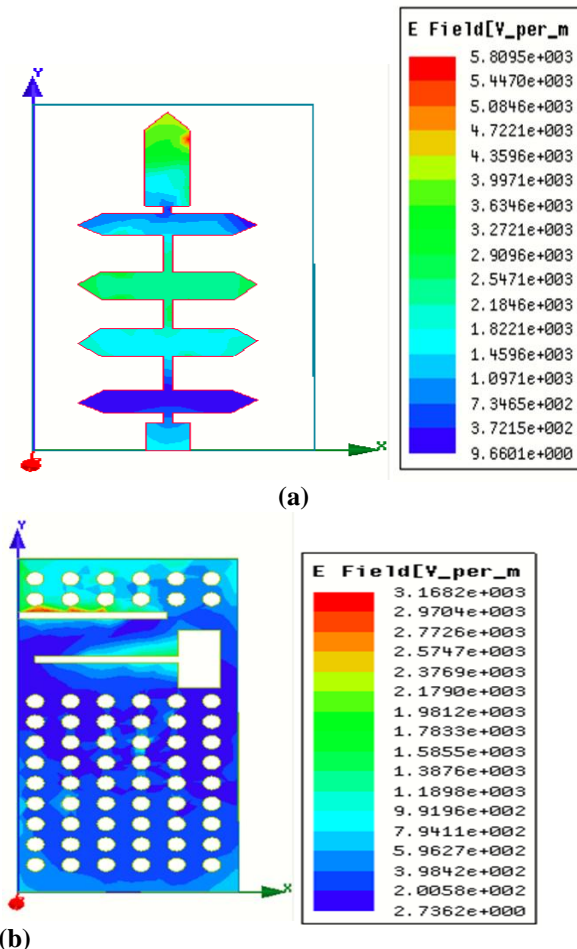 E Field[V_per_m
5.8095e+003
5.4470e+003
5.0846e+003
4.7221e+003
4.3596e+003
3.9971e+003
3.6346e+003
3.2721e+003
2.9096e+003
2.5471e+003
2.1846e+003
1.8221e+003
1.4596e+003
1.0971e+003
7.3465e+002
3.7215e+002
9.6601e+000
Y
X
(a)
Y
X
E Field[V_per_m
3.1682e+003
2.9704e+003
2.7726e+003
2.5747e+003
2.3769e+003
2.1790e+003
1.9812e+003
1.7833e+003
1.5855e+003
1.3876e+003
1.1898e+003
9.9196e+002
7.9411e+002
5.9627e+002
3.9842e+002
2.0058e+002
2.7362e+000
(b)